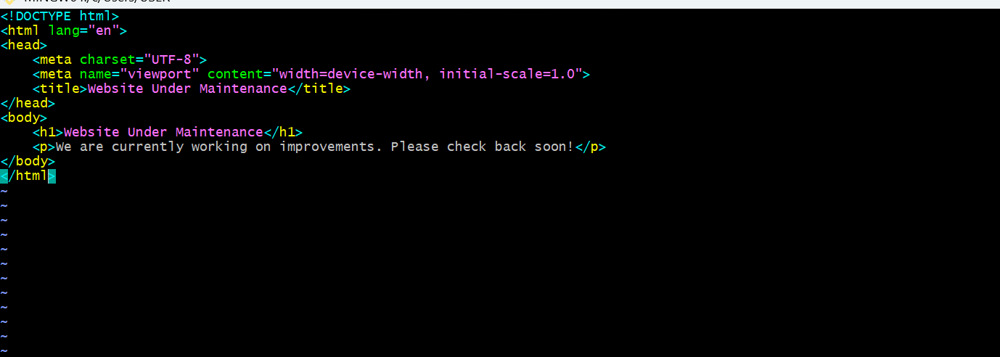 <!DOCTYPE html>
<html lang="en">
<head>
    <meta charset="UTF-8">
    <meta name="viewport" content="width=device-width, initial-scale=1.0">
    <title>Website Under Maintenance</title>
</head>
<body>
    <h1>Website Under Maintenance</h1>
    <p>We are currently working on improvements. Please check back soon!</p>
</body>
</html>
~
~
~
~
~
~
~
~
~
~
~
~